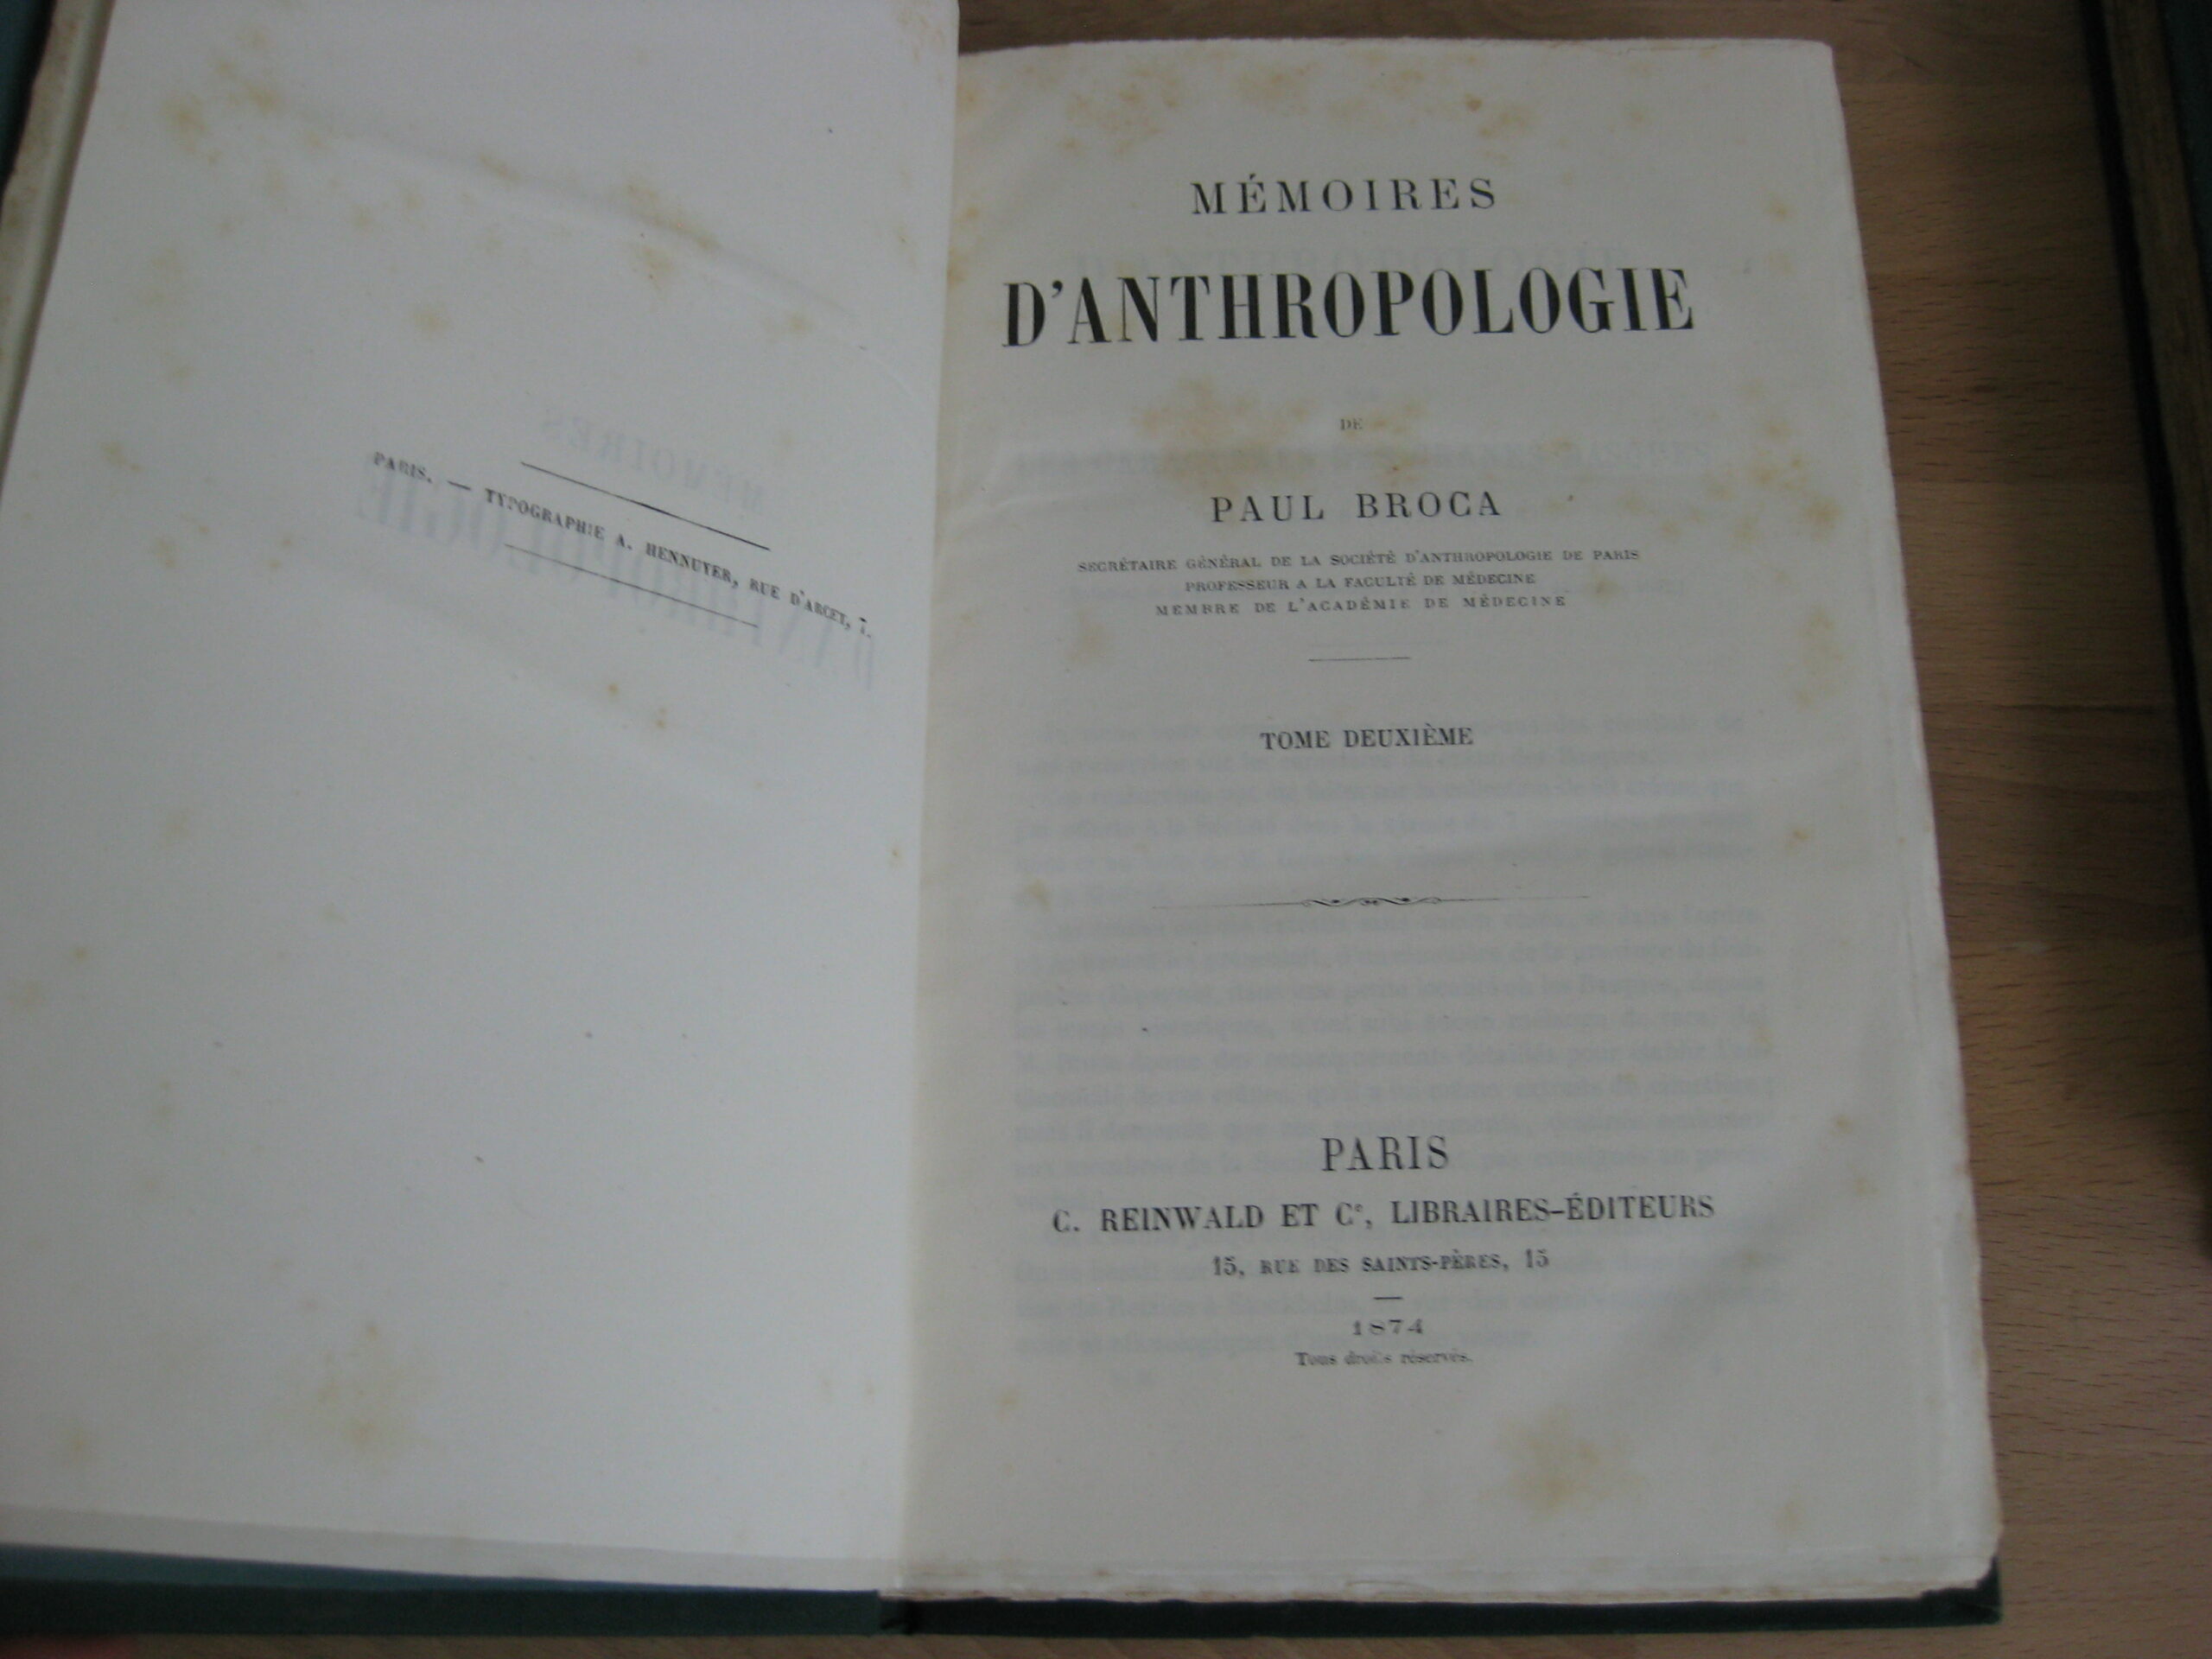 PARIS. — TYPOGRAPHIE A. HENNUYER, RUE D'ARCET, 7.
MÉMOIRES
D'ANTHROPOLOGIE
DE
PAUL BROCA
SECRÉTAIRE GÉNÉRAL DE LA SOCIÉTÉ D'ANTHROPOLOGIE DE PARIS
PROFESSEUR A LA FACULTÉ DE MÉDECINE
MEMBRE DE L'ACADÉMIE DE MÉDECINE
TOME DEUXIÈME
PARIS
C. REINWALD ET Cᵉ, LIBRAIRES-ÉDITEURS
15, RUE DES SAINTS-PÈRES, 15
1874
Tous droits réservés.